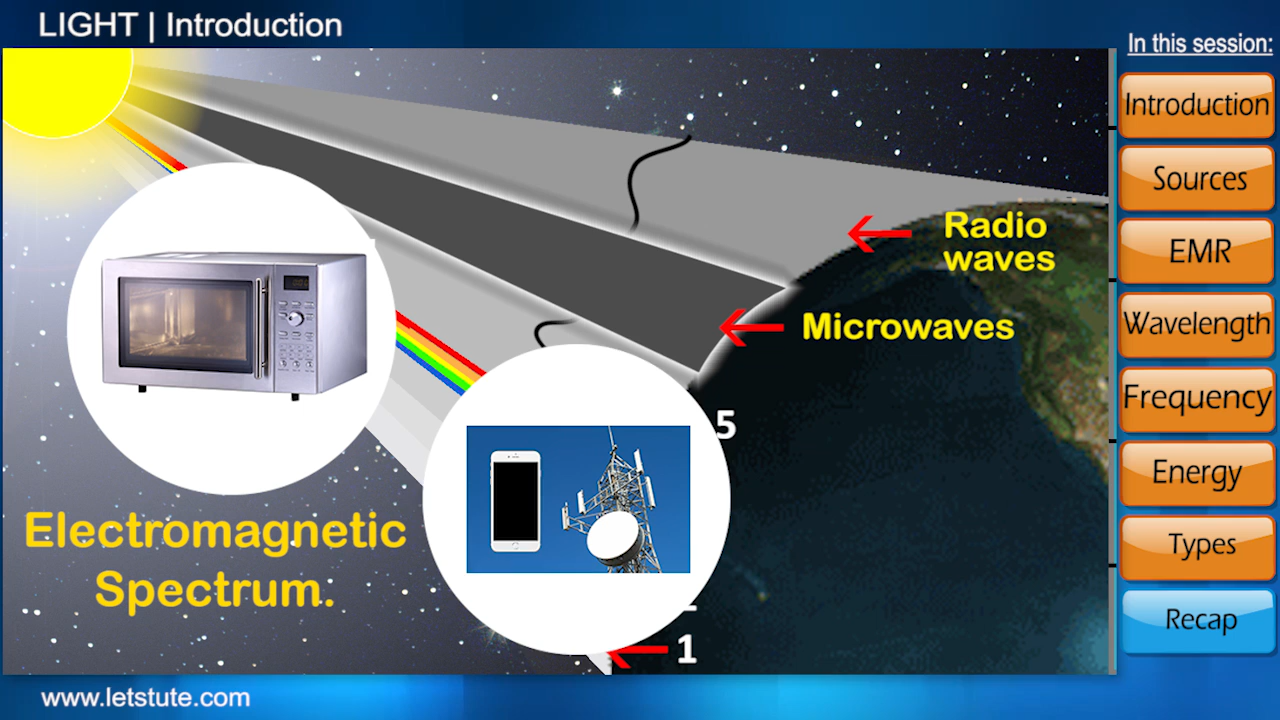 LIGHT | Introduction
In this session:
Introduction
Sources
EMR
Wavelength
Frequency
Energy
Types
Recap
Radio
waves
Microwaves
5
1
Electromagnetic
Spectrum.
www.letstute.com